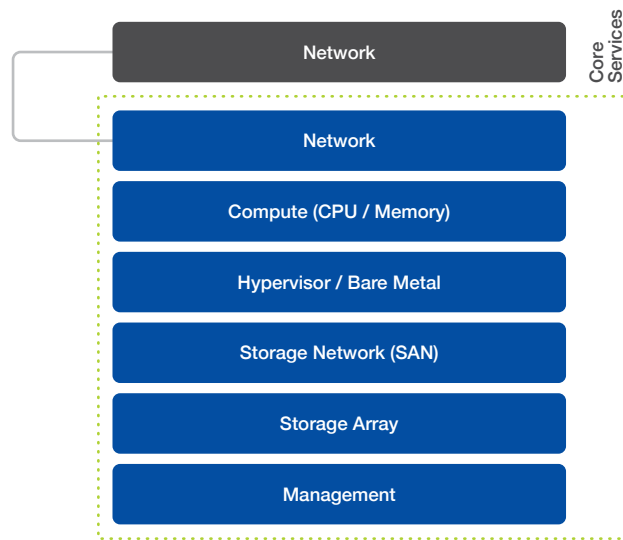 Network
Core
Services
Network
Compute (CPU / Memory)
Hypervisor / Bare Metal
Storage Network (SAN)
Storage Array
Management